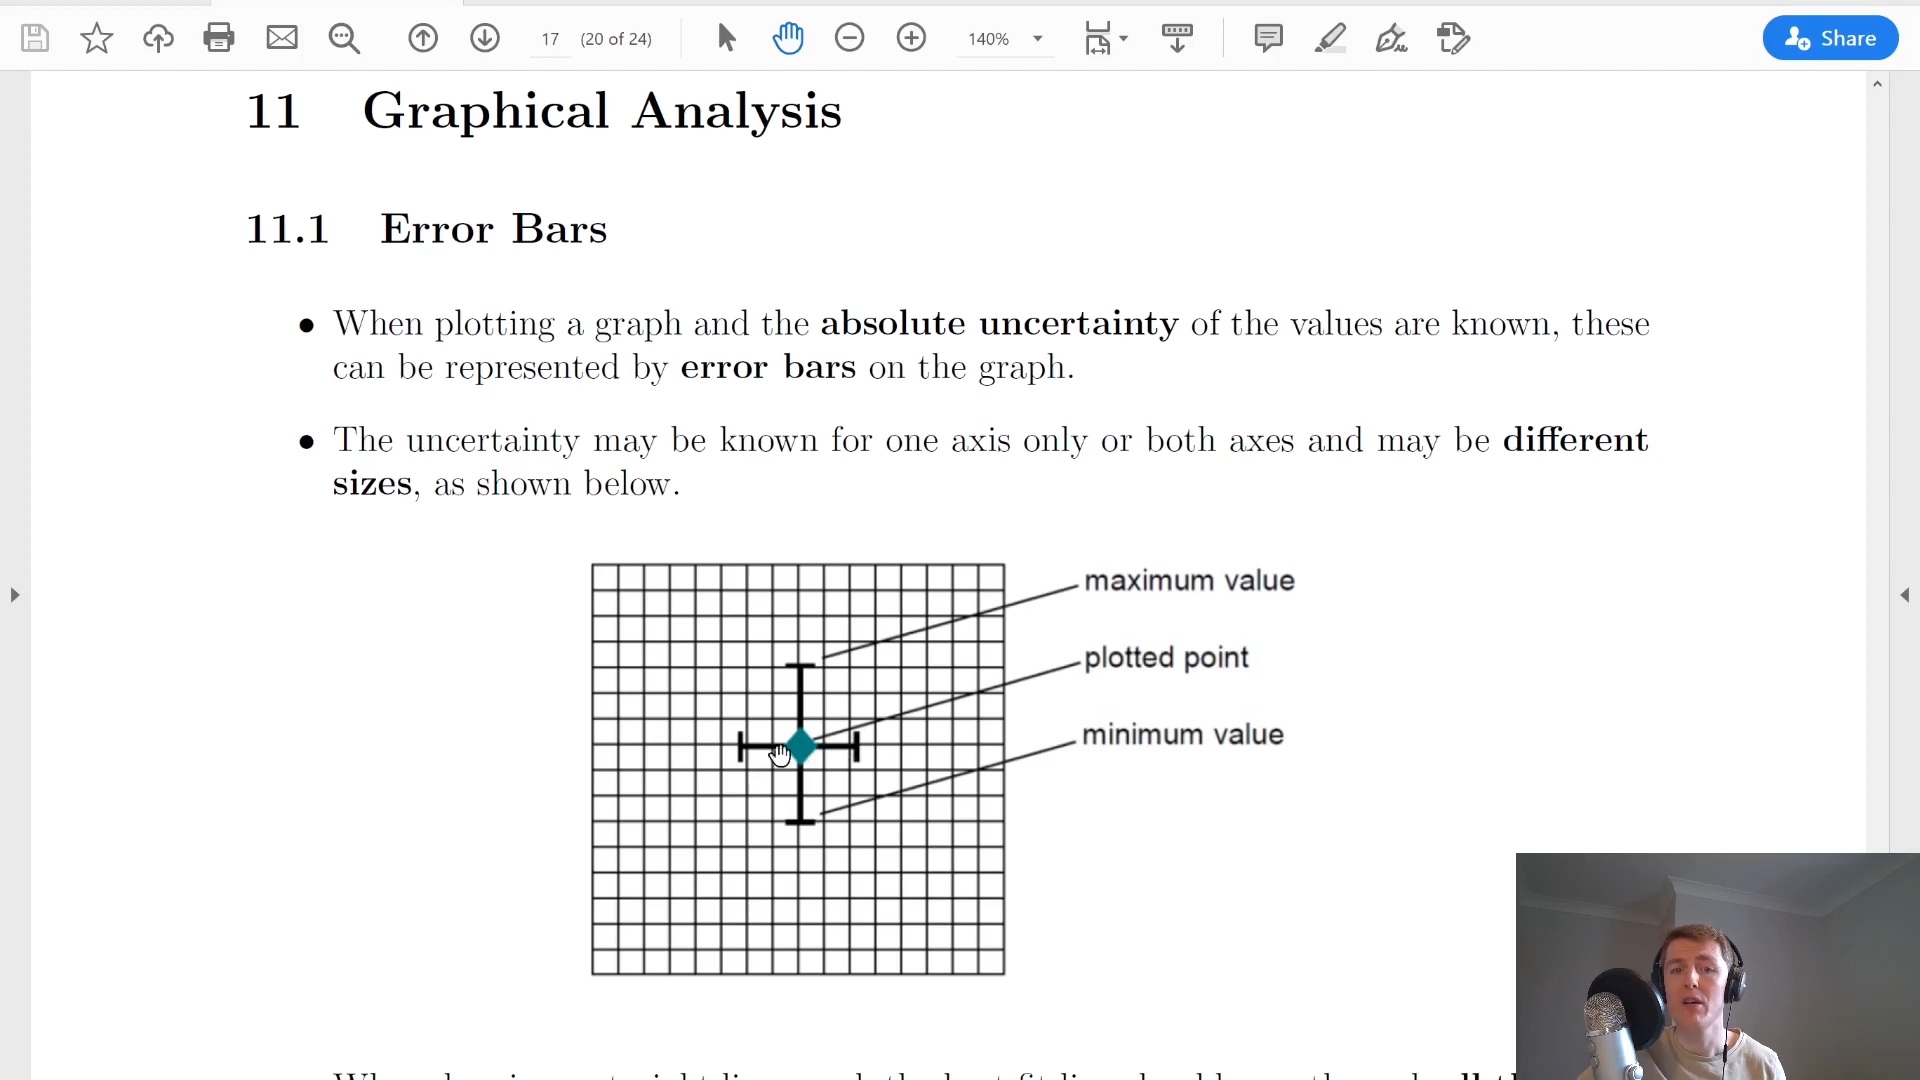 17 (20 of 24) 140% Share
11 Graphical Analysis
11.1 Error Bars
• When plotting a graph and the absolute uncertainty of the values are known, these
can be represented by error bars on the graph.
• The uncertainty may be known for one axis only or both axes and may be different
sizes, as shown below.
maximum value
plotted point
minimum value